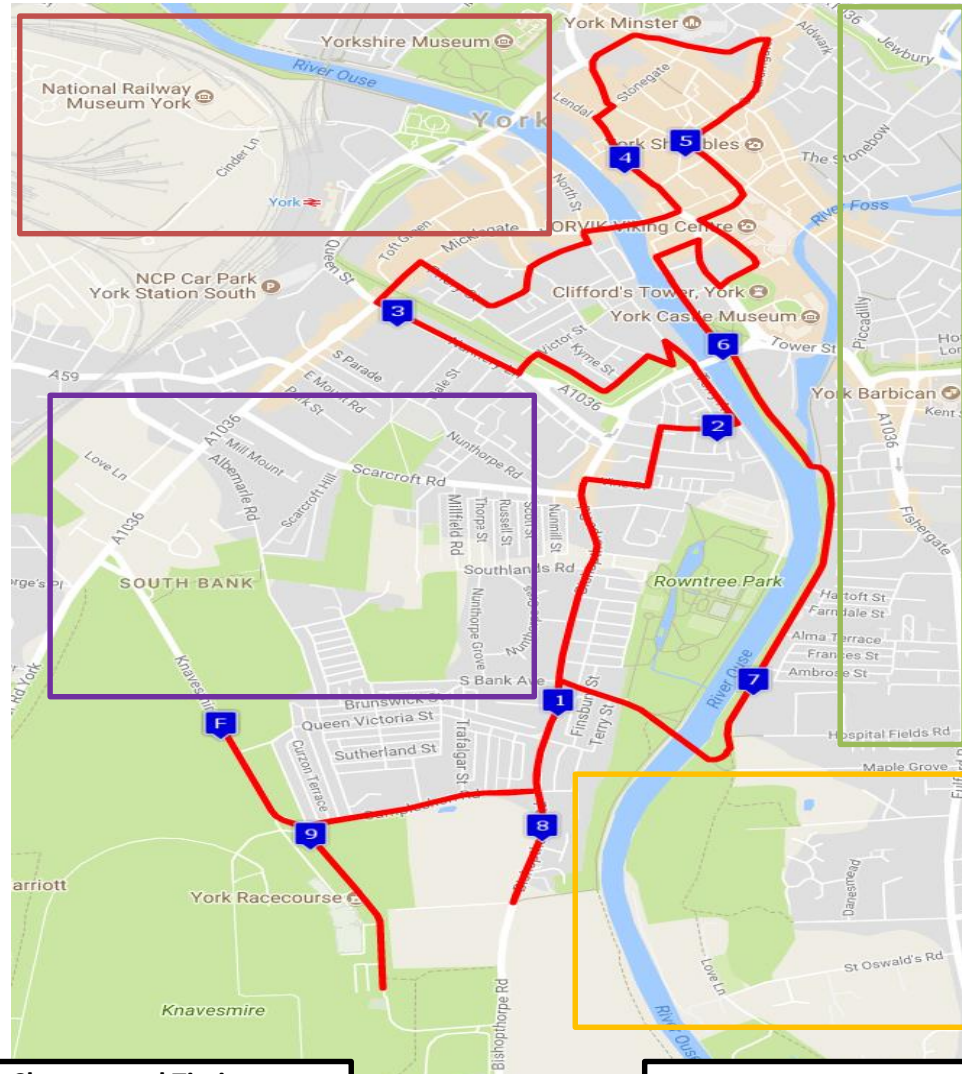 York Minster
Aldwark
Jewbury
Yorkshire Museum
River Ouse
National Railway
Museum York
Stonegate
Lendal
York
Cinder Ln
5
4
The Stonebow
York
North St
River Foss
Toft Green
Micklegate
JORVIK Viking Centre
Queen St
NCP Car Park
York Station South
Clifford's Tower, York
3
York Castle Museum
Piccadilly
Victor St
Kyme St
6
Tower St
S Parade
A59
E Mount Rd
Dale St
A1036
York Barbican
Park St
Kent S
2
A1036
A1036
Love Ln
Mill Mount
Nunthorpe Rd
Albemarle Rd
Scarcroft Rd
Scarcroft Hill
Millfield Rd
Thorpe St
Russell St
Scott St
Nunmill St
Fishergate
A1036
Southlands Rd
SOUTH BANK
Rowntree Park
Hartoft St
Farndale St
Nunthorpe Grove
Alma Terrace
Frances St
Ambrose St
S Bank Ave
River Ouse
7
Knavesmire
1
F
Queen Victoria St
Finsbury St
Terry St
Hospital Fields Rd
Sutherland St
Trafalgar St
Curzon Terrace
Maple Grove
9
8
Danesmead
York Racecourse
St Oswald's Rd
Love Ln
Knavesmire
Bishopthorpe Rd
River Ouse